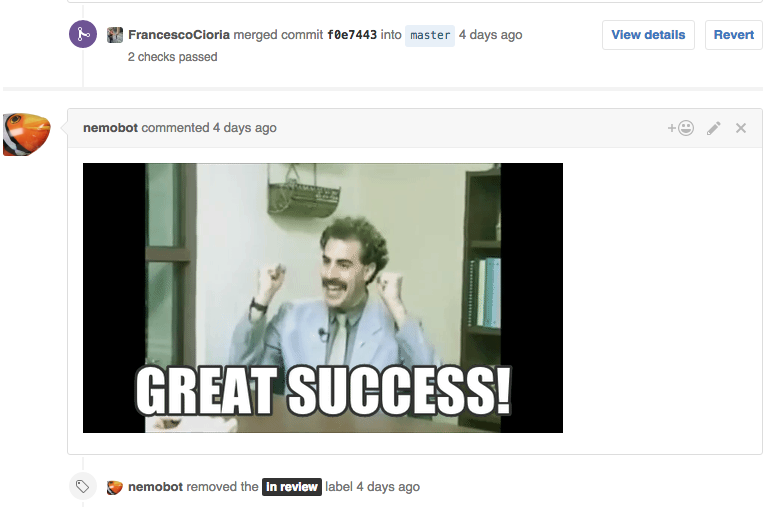 FrancescoCioria merged commit f0e7443 into master 4 days ago View details Revert
2 checks passed
nemobot commented 4 days ago
GREAT SUCCESS!
nemobot removed the in review label 4 days ago